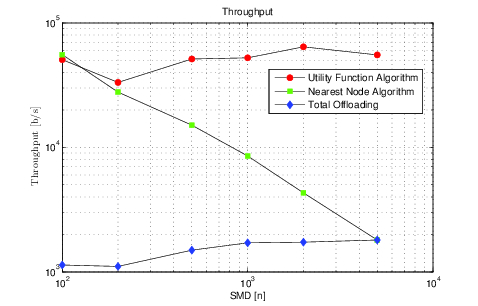 Throughput
10^5
Utility Function Algorithm
Nearest Node Algorithm
Total Offloading
Throughput [b/s]
10^4
10^3
10^2
10^3
10^4
SMD [n]